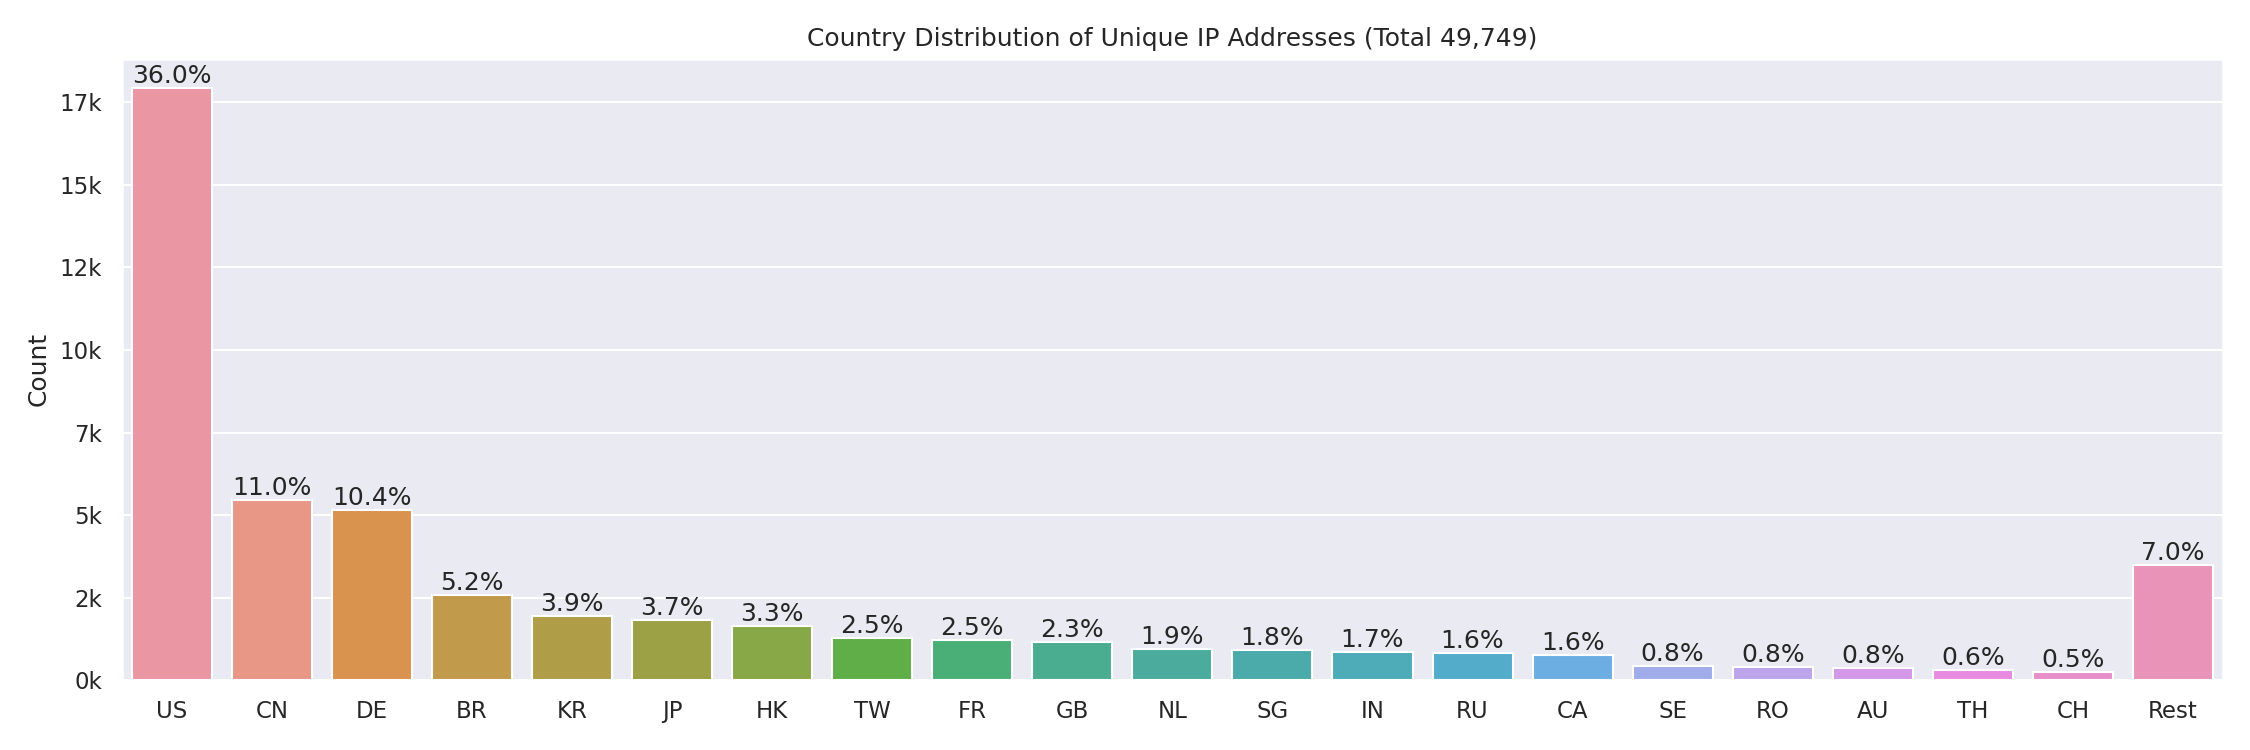 Country Distribution of Unique IP Addresses (Total 49,749)
Count
17k
15k
12k
10k
7k
5k
2k
0k
36.0%
11.0%
10.4%
5.2%
3.9%
3.7%
3.3%
2.5%
2.5%
2.3%
1.9%
1.8%
1.7%
1.6%
1.6%
0.8%
0.8%
0.8%
0.6%
0.5%
7.0%
US CN DE BR KR JP HK TW FR GB NL SG IN RU CA SE RO AU TH CH Rest